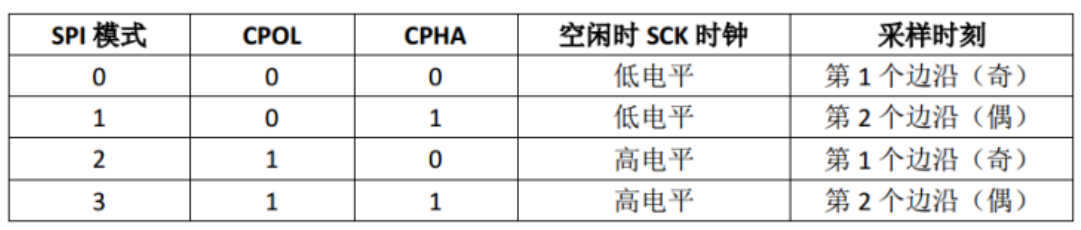 SPI 模式 CPOL CPHA 空闲时 SCK 时钟 采样时刻
0 0 0 低电平 第 1 个边沿（奇）
1 0 1 低电平 第 2 个边沿（偶）
2 1 0 高电平 第 1 个边沿（奇）
3 1 1 高电平 第 2 个边沿（偶）